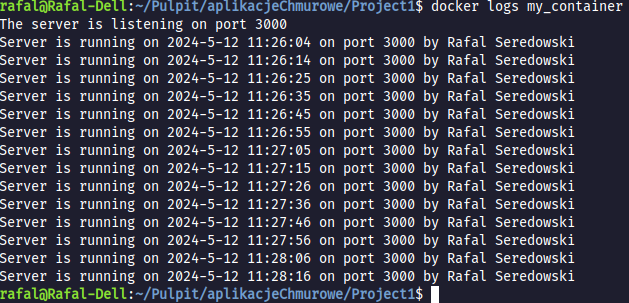 rafal@Rafal-Dell:~/Pulpit/aplikacjeChmurowe/Project1$ docker logs my_container
The server is listening on port 3000
Server is running on 2024-5-12 11:26:04 on port 3000 by Rafal Seredowski
Server is running on 2024-5-12 11:26:14 on port 3000 by Rafal Seredowski
Server is running on 2024-5-12 11:26:25 on port 3000 by Rafal Seredowski
Server is running on 2024-5-12 11:26:35 on port 3000 by Rafal Seredowski
Server is running on 2024-5-12 11:26:45 on port 3000 by Rafal Seredowski
Server is running on 2024-5-12 11:26:55 on port 3000 by Rafal Seredowski
Server is running on 2024-5-12 11:27:05 on port 3000 by Rafal Seredowski
Server is running on 2024-5-12 11:27:15 on port 3000 by Rafal Seredowski
Server is running on 2024-5-12 11:27:26 on port 3000 by Rafal Seredowski
Server is running on 2024-5-12 11:27:36 on port 3000 by Rafal Seredowski
Server is running on 2024-5-12 11:27:46 on port 3000 by Rafal Seredowski
Server is running on 2024-5-12 11:27:56 on port 3000 by Rafal Seredowski
Server is running on 2024-5-12 11:28:06 on port 3000 by Rafal Seredowski
Server is running on 2024-5-12 11:28:16 on port 3000 by Rafal Seredowski
rafal@Rafal-Dell:~/Pulpit/aplikacjeChmurowe/Project1$